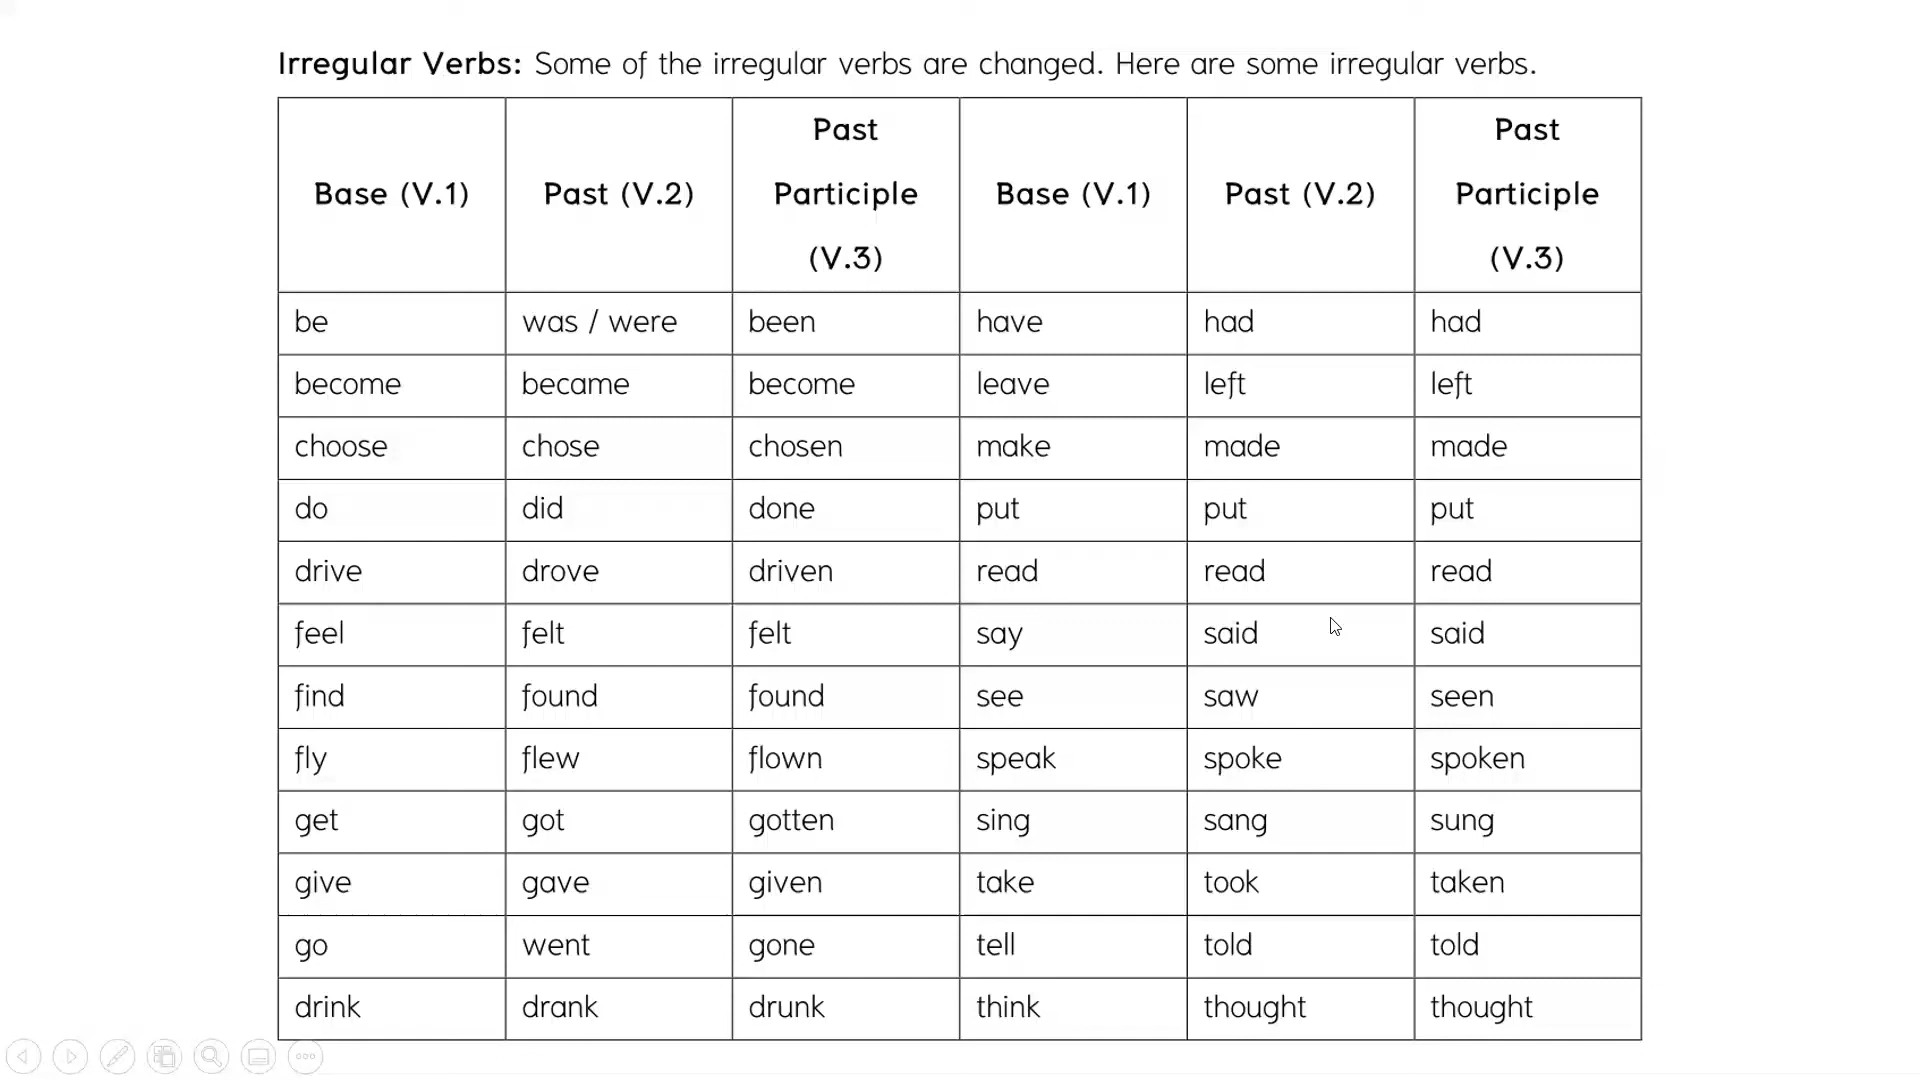 Irregular Verbs: Some of the irregular verbs are changed. Here are some irregular verbs.
Base (V.1) Past (V.2) Past Participle (V.3) Base (V.1) Past (V.2) Past Participle (V.3)
be was / were been have had had
become became become leave left left
choose chose chosen make made made
do did done put put put
drive drove driven read read read
feel felt felt say said said
find found found see saw seen
fly flew flown speak spoke spoken
get got gotten sing sang sung
give gave given take took taken
go went gone tell told told
drink drank drunk think thought thought